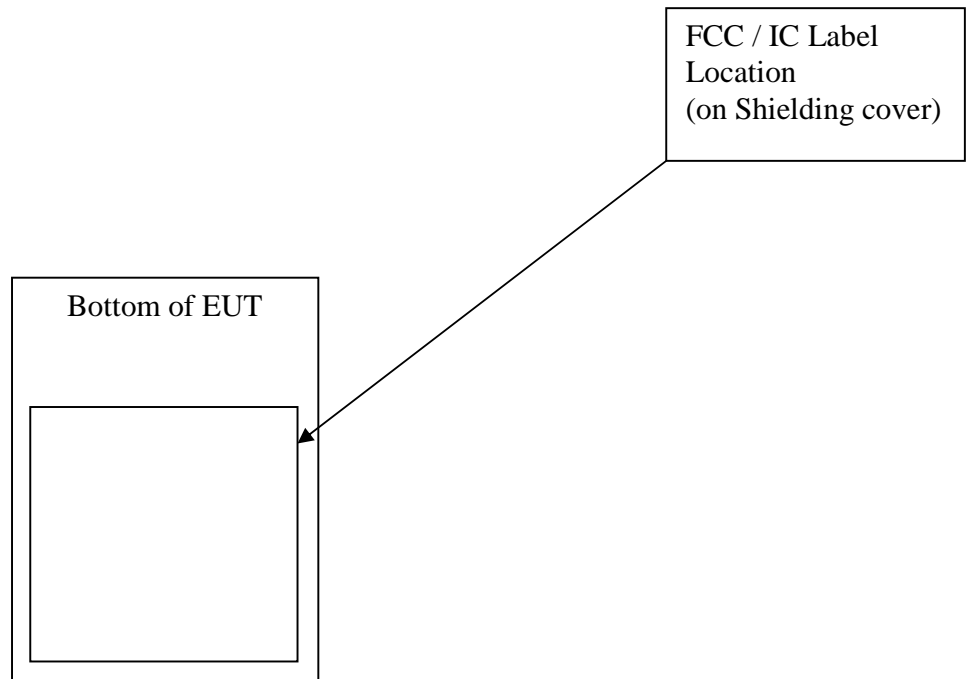 FCC / IC Label
Location
(on Shielding cover)
Bottom of EUT